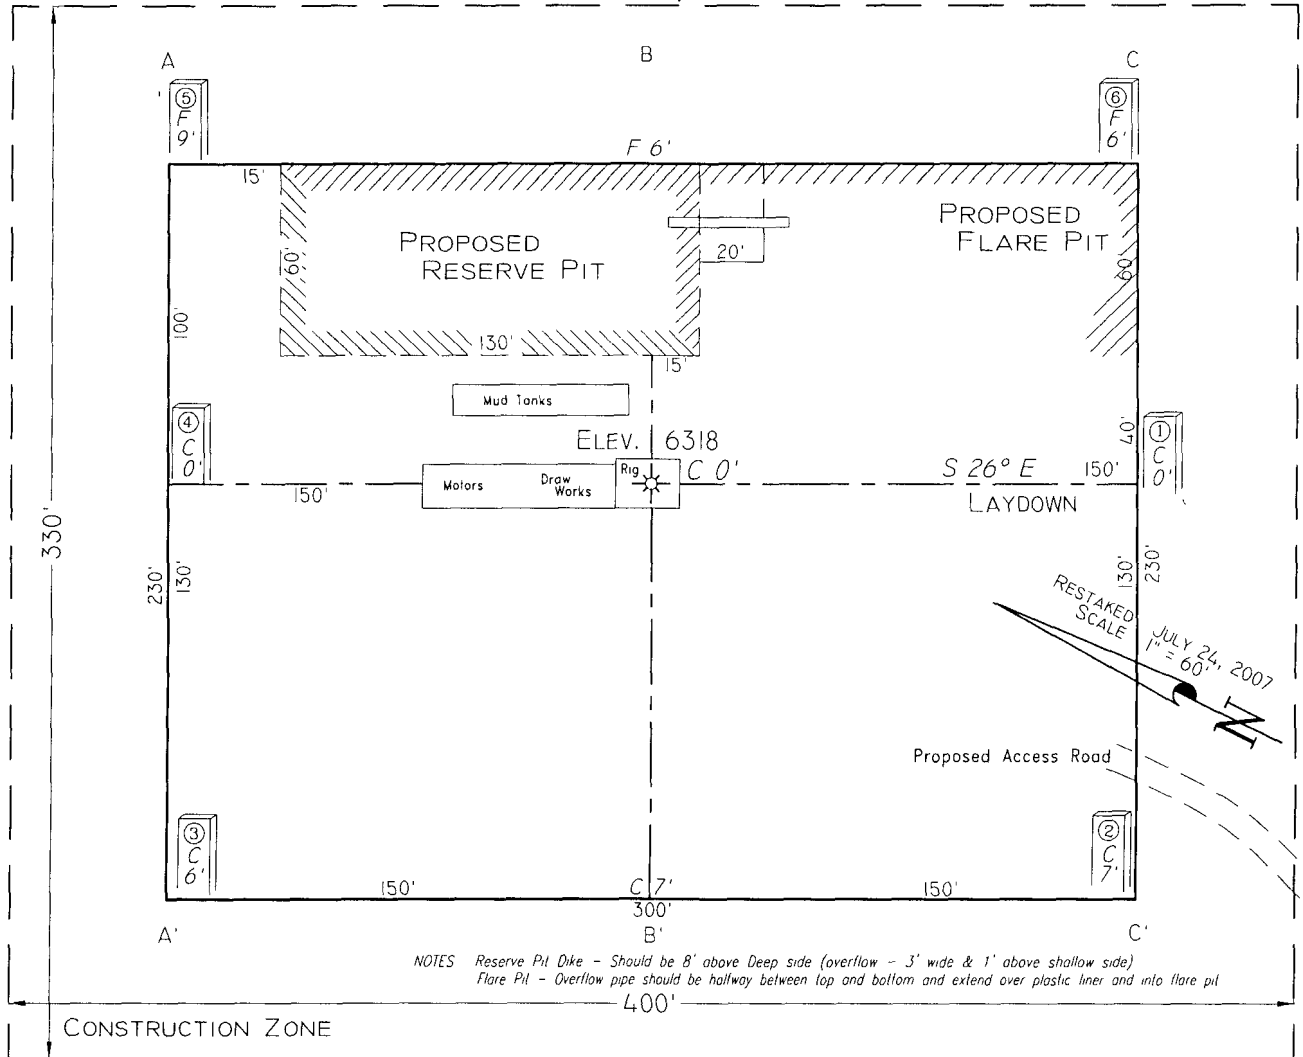 A
B
C
⑤
F
9'
⑥
F
6'
F 6'
15'
PROPOSED
RESERVE PIT
PROPOSED
FLARE PIT
20'
60'
60'
100'
130'
15'
Mud Tanks
④
C
0'
ELEV. 6318
①
C
0'
40'
Rig
C 0'
S 26° E
150'
Motors
Draw
Works
150'
LAYDOWN
330'
230'
130'
130'
230'
RESTAKED JULY 24, 2007
SCALE 1" = 60'
N
Proposed Access Road
③
C
6'
②
C
7'
150'
C 7'
150'
300'
A'
B'
C'
NOTES Reserve Pit Dike - Should be 8' above Deep side (overflow - 3' wide & 1' above shallow side)
Flare Pit - Overflow pipe should be halfway between top and bottom and extend over plastic liner and into flare pit
400'
CONSTRUCTION ZONE